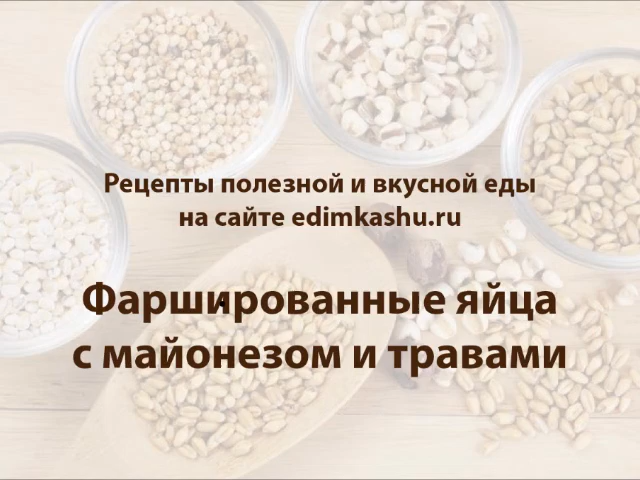 Рецепты полезной и вкусной еды
на сайте edimkashu.ru
Фаршированные яйца
с майонезом и травами